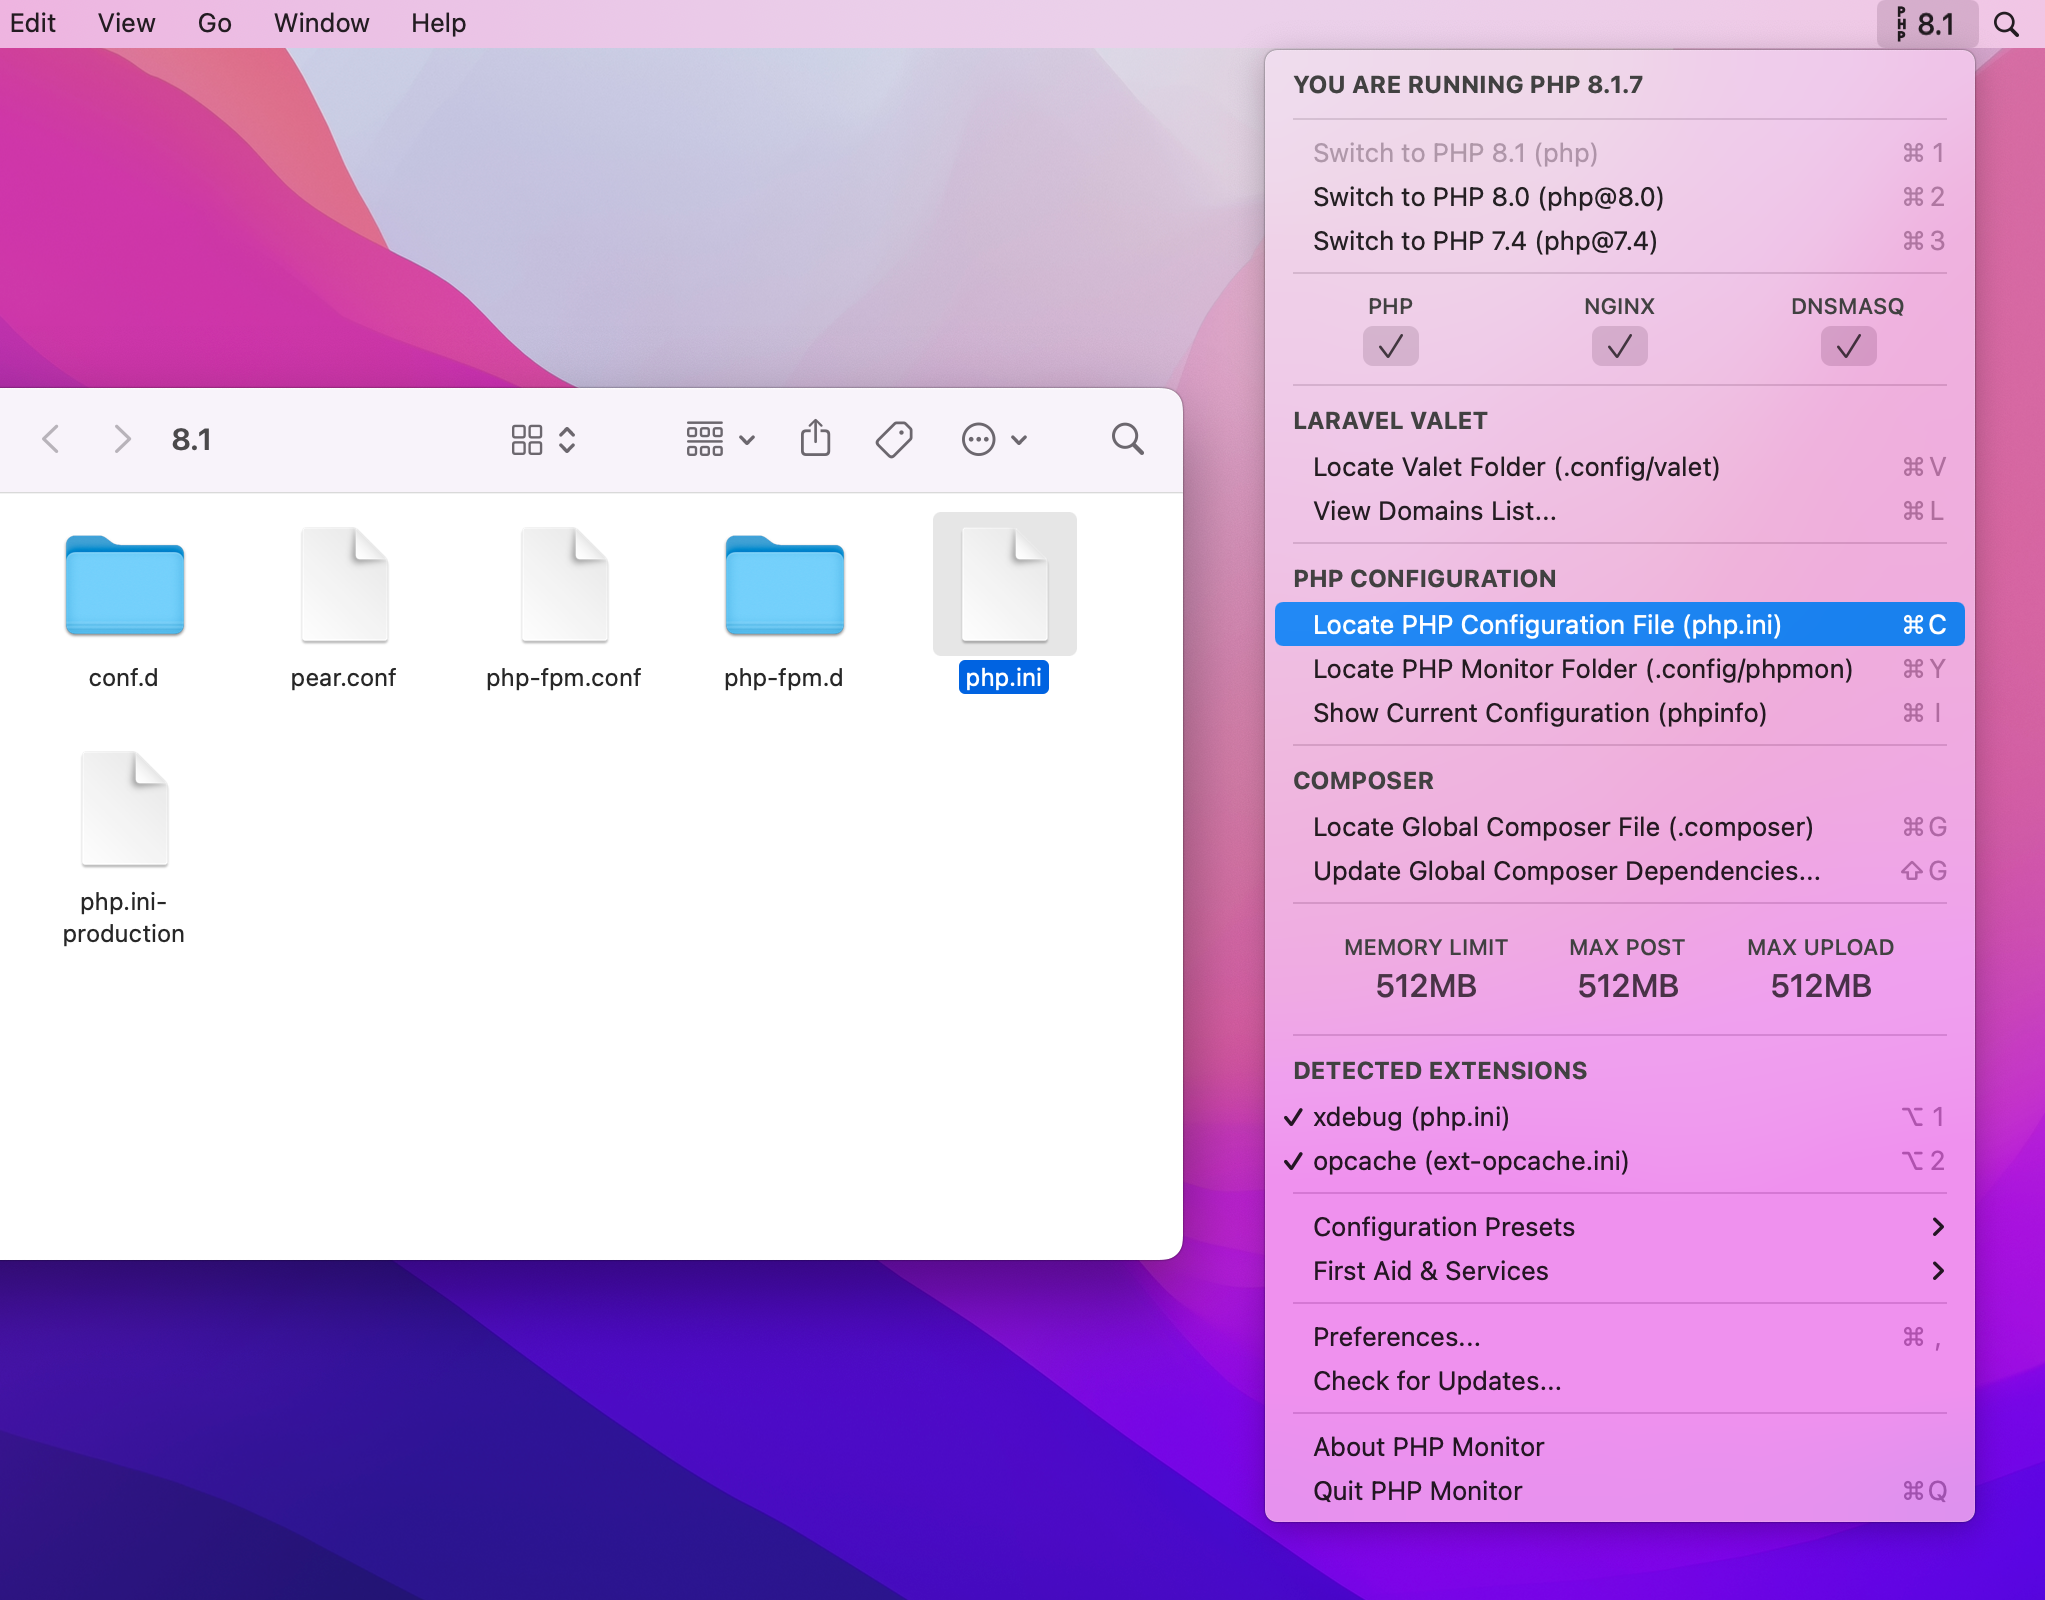 Edit View Go Window Help
PHP 8.1
8.1
conf.d
pear.conf
php-fpm.conf
php-fpm.d
php.ini
php.ini-
production
YOU ARE RUNNING PHP 8.1.7
Switch to PHP 8.1 (php) ⌘ 1
Switch to PHP 8.0 (php@8.0) ⌘ 2
Switch to PHP 7.4 (php@7.4) ⌘ 3
PHP NGINX DNSMASQ
LARAVEL VALET
Locate Valet Folder (.config/valet) ⌘ V
View Domains List... ⌘ L
PHP CONFIGURATION
Locate PHP Configuration File (php.ini) ⌘ C
Locate PHP Monitor Folder (.config/phpmon) ⌘ Y
Show Current Configuration (phpinfo) ⌘ I
COMPOSER
Locate Global Composer File (.composer) ⌘ G
Update Global Composer Dependencies... ⇧ G
MEMORY LIMIT MAX POST MAX UPLOAD
512MB 512MB 512MB
DETECTED EXTENSIONS
✓ xdebug (php.ini) ⌥ 1
✓ opcache (ext-opcache.ini) ⌥ 2
Configuration Presets
First Aid & Services
Preferences... ⌘ ,
Check for Updates...
About PHP Monitor
Quit PHP Monitor ⌘ Q